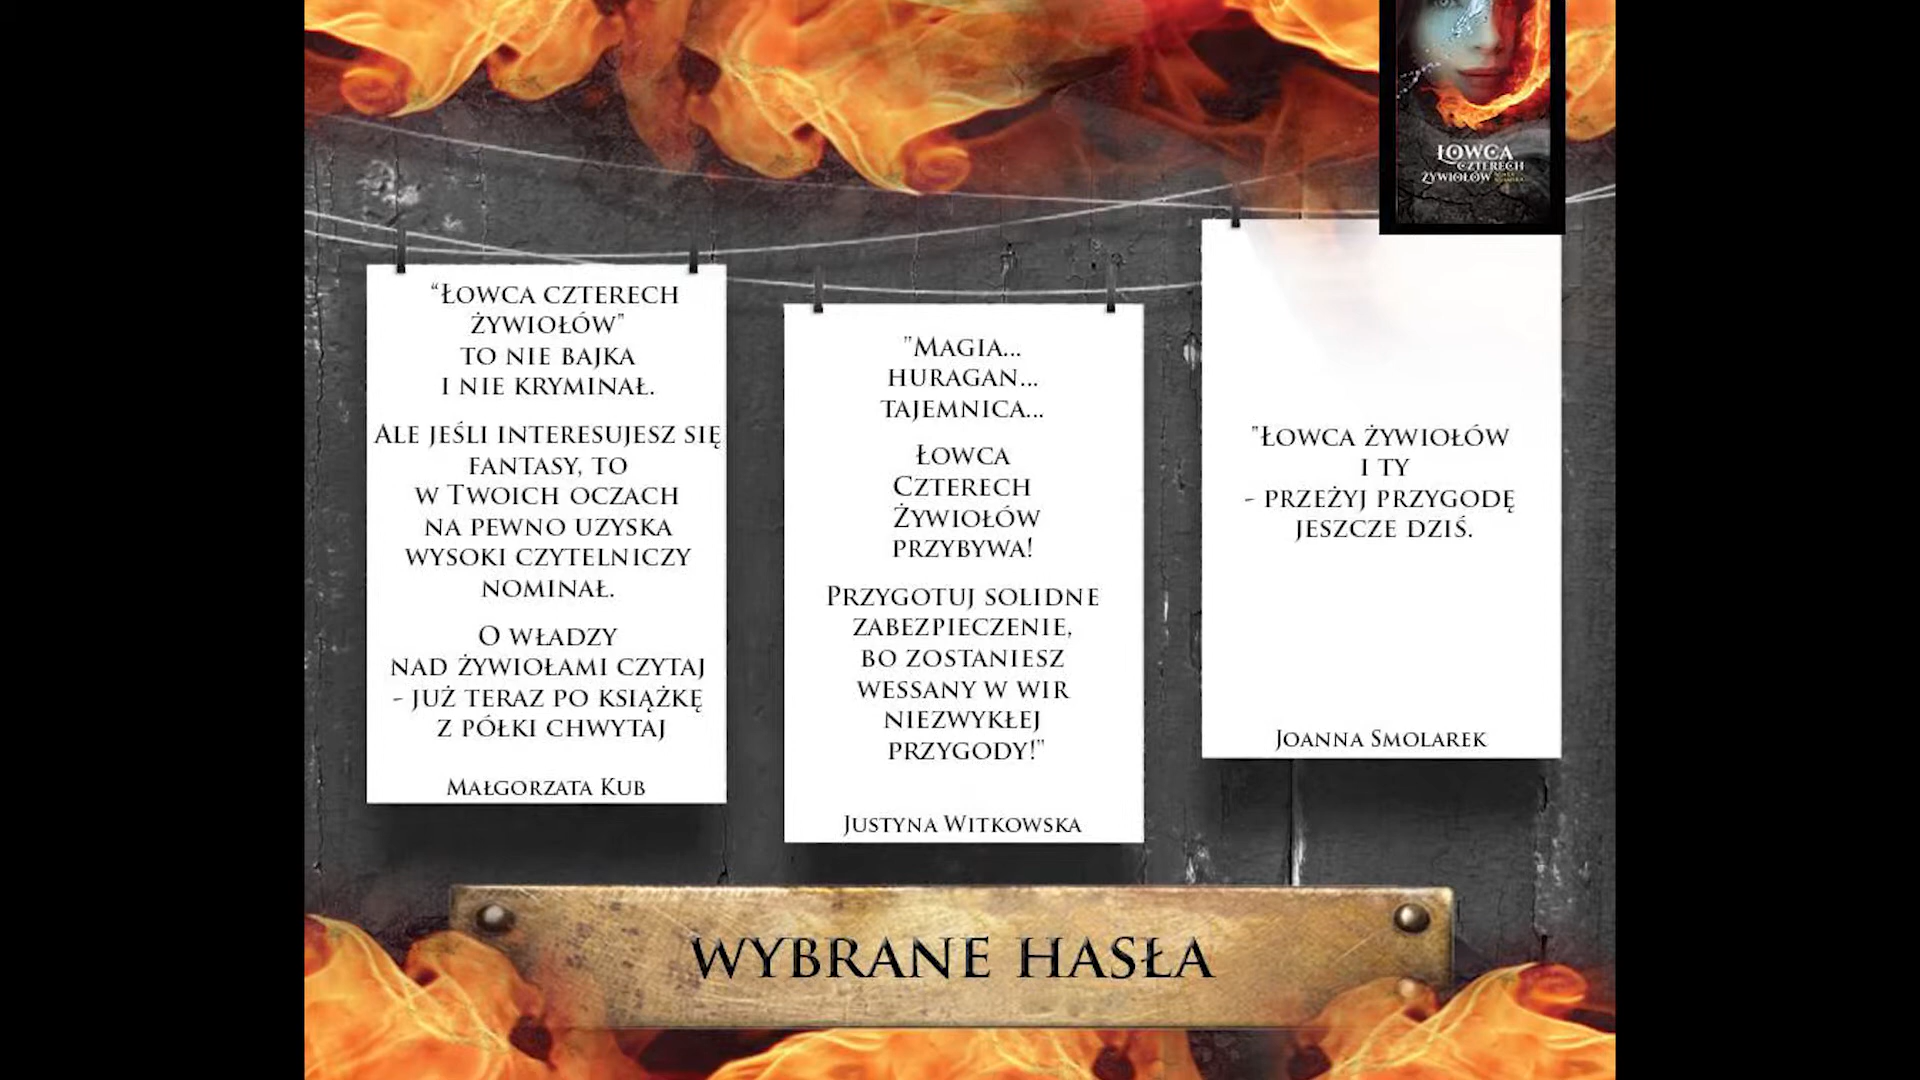 ŁOWCA
CZTERECH
ŻYWIOŁÓW
“ŁOWCA CZTERECH
ŻYWIOŁÓW"
TO NIE BAJKA
I NIE KRYMINAŁ.
ALE JEŚLI INTERESUJESZ SIĘ
FANTASY, TO
W TWOICH OCZACH
NA PEWNO UZYSKA
WYSOKI CZYTELNICZY
NOMINAŁ.
O WŁADZY
NAD ŻYWIOŁAMI CZYTAJ
- JUŻ TERAZ PO KSIĄŻKĘ
Z PÓŁKI CHWYTAJ
MAŁGORZATA KUB
"MAGIA...
HURAGAN...
TAJEMNICA...
ŁOWCA
CZTERECH
ŻYWIOŁÓW
PRZYBYWA!
PRZYGOTUJ SOLIDNE
ZABEZPIECZENIE,
BO ZOSTANIESZ
WESSANY W WIR
NIEZWYKŁEJ
PRZYGODY!"
JUSTYNA WITKOWSKA
"ŁOWCA ŻYWIOŁÓW
I TY
- PRZEŻYJ PRZYGODĘ
JESZCZE DZIŚ.
JOANNA SMOLAREK
WYBRANE HASŁA